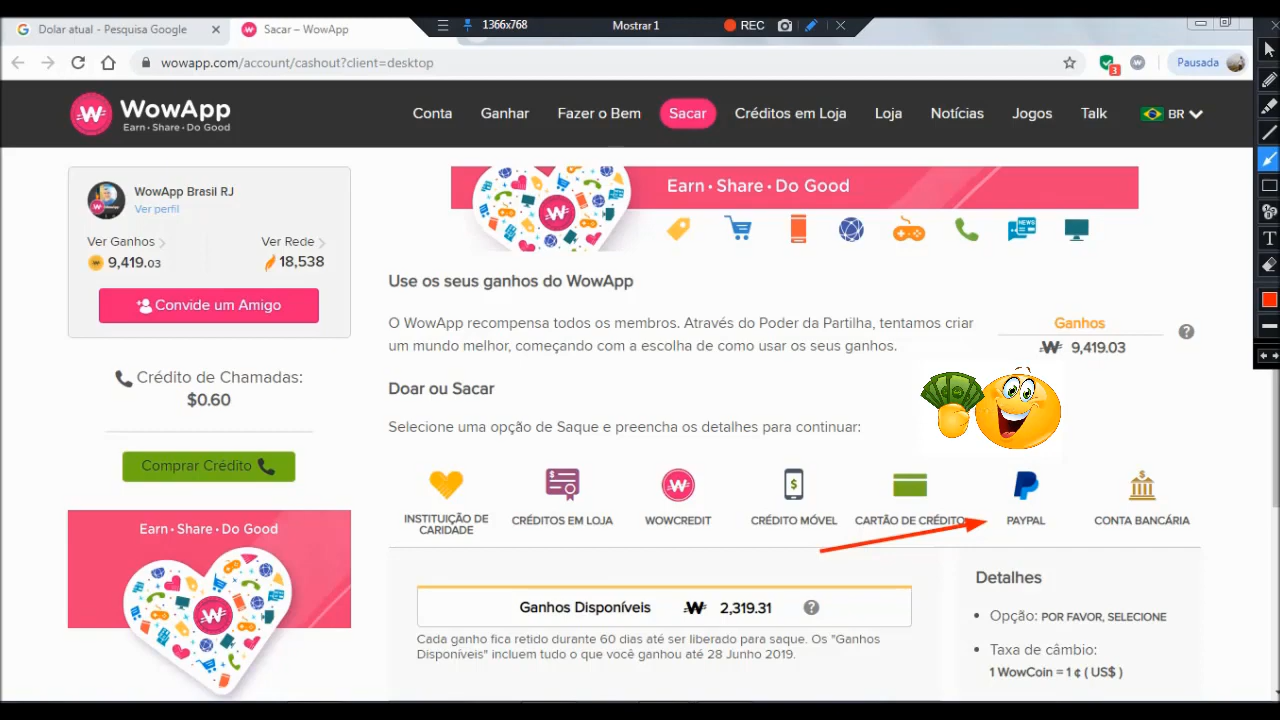 Dolar atual - Pesquisa Google
Sacar – WowApp
1366x768
Mostrar 1
REC
wowapp.com/account/cashout?client=desktop
3
Pausada
WowApp
Earn • Share • Do Good
Conta
Ganhar
Fazer o Bem
Sacar
Créditos em Loja
Loja
Notícias
Jogos
Talk
BR
WowApp Brasil RJ
Ver perfil
Ver Ganhos
Ver Rede
9,419.03
18,538
Convide um Amigo
Crédito de Chamadas:
$0.60
Comprar Crédito
Earn • Share • Do Good
Earn • Share • Do Good
NEWS
Use os seus ganhos do WowApp
O WowApp recompensa todos os membros. Através do Poder da Partilha, tentamos criar
um mundo melhor, começando com a escolha de como usar os seus ganhos.
Ganhos
9,419.03
Doar ou Sacar
Selecione uma opção de Saque e preencha os detalhes para continuar:
INSTITUIÇÃO DE
CARIDADE
CRÉDITOS EM LOJA
WOWCREDIT
CRÉDITO MÓVEL
CARTÃO DE CRÉDITO
PAYPAL
CONTA BANCÁRIA
Ganhos Disponíveis
2,319.31
Cada ganho fica retido durante 60 dias até ser liberado para saque. Os "Ganhos
Disponíveis" incluem tudo o que você ganhou até 28 Junho 2019.
Detalhes
• Opção: POR FAVOR, SELECIONE
• Taxa de câmbio:
1 WowCoin = 1 ¢ ( US$ )